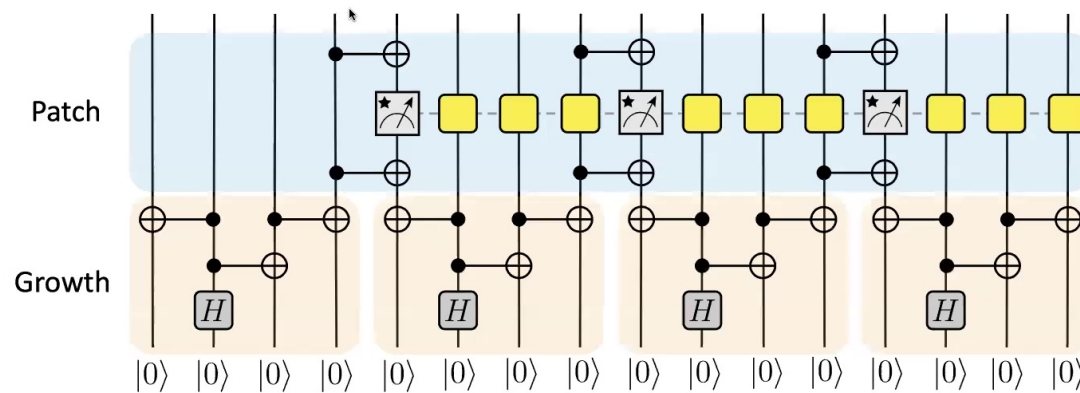 Patch
★ ★ ★
Growth
H H H H
|0⟩ |0⟩ |0⟩ |0⟩ |0⟩ |0⟩ |0⟩ |0⟩ |0⟩ |0⟩ |0⟩ |0⟩ |0⟩ |0⟩ |0⟩ |0⟩